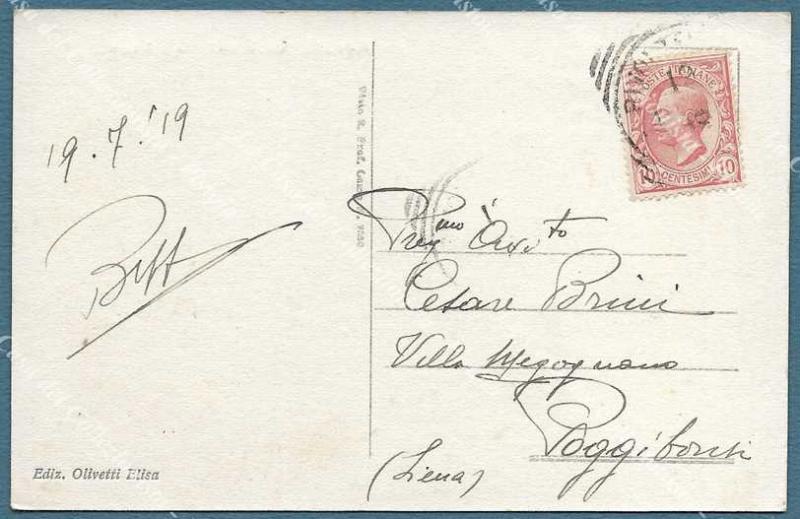 19.7.'19
Preg.mo Avv.to
Cesare Brini
Villa Megognano
Poggibonsi
(Siena)
Ediz. Olivetti Elisa
POSTE ITALIANE
CENTESIMI 10